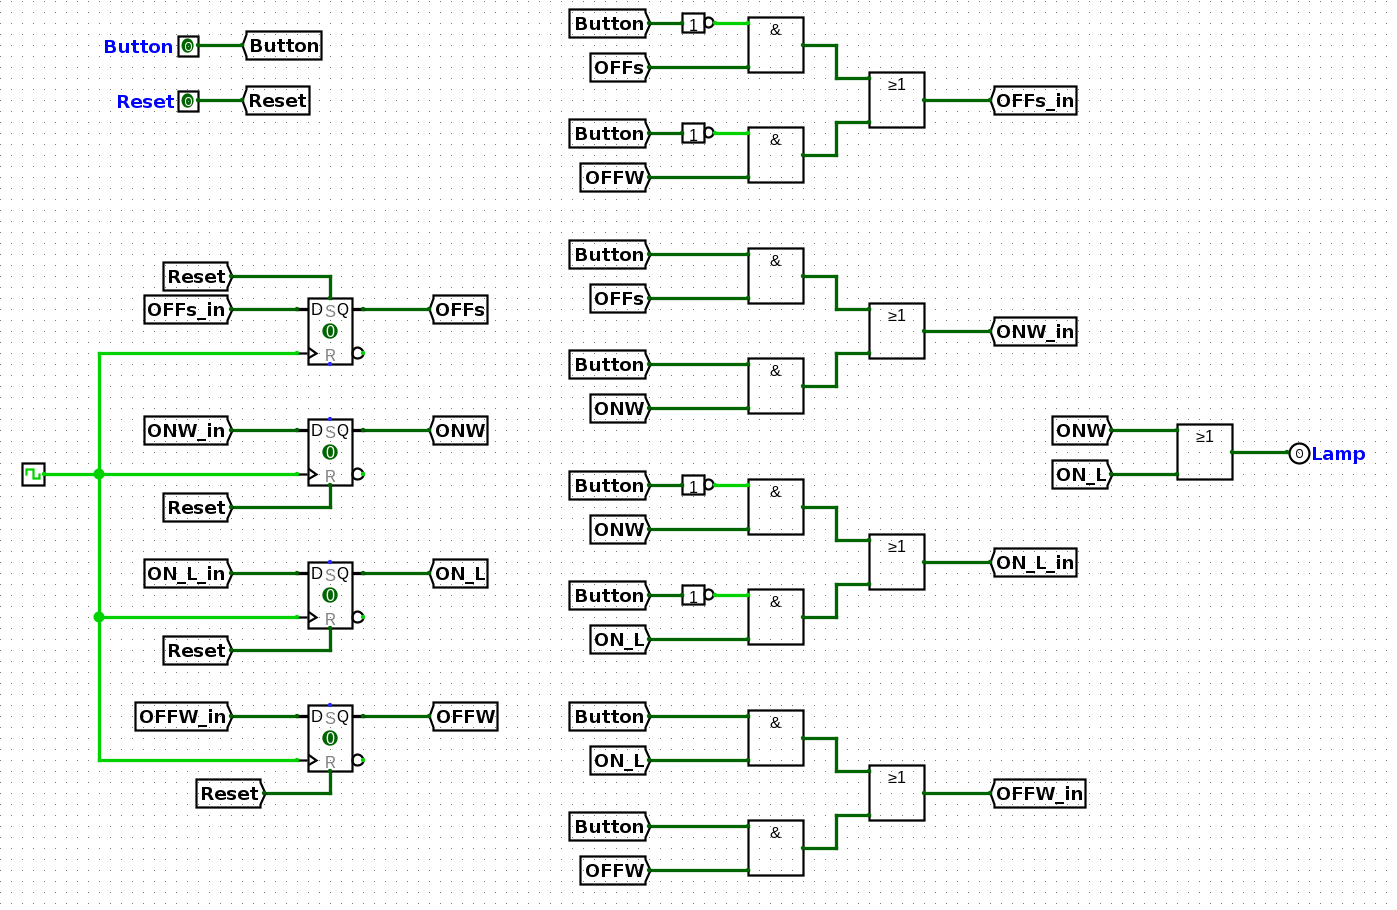 Button 0 Button
Reset 0 Reset
Button 1 &
OFFs
≥1 OFFs_in
Button 1 &
OFFW
Reset
OFFs_in D S Q OFFs
0
R
ONW_in D S Q ONW
0
R
Reset
ON_L_in D S Q ON_L
0
R
Reset
OFFW_in D S Q OFFW
0
R
Reset
Button &
OFFs
≥1 ONW_in
Button &
ONW
Button 1 &
ONW
≥1 ON_L_in
Button 1 &
ON_L
Button &
ON_L
≥1 OFFW_in
Button &
OFFW
ONW ≥1
0 Lamp
ON_L